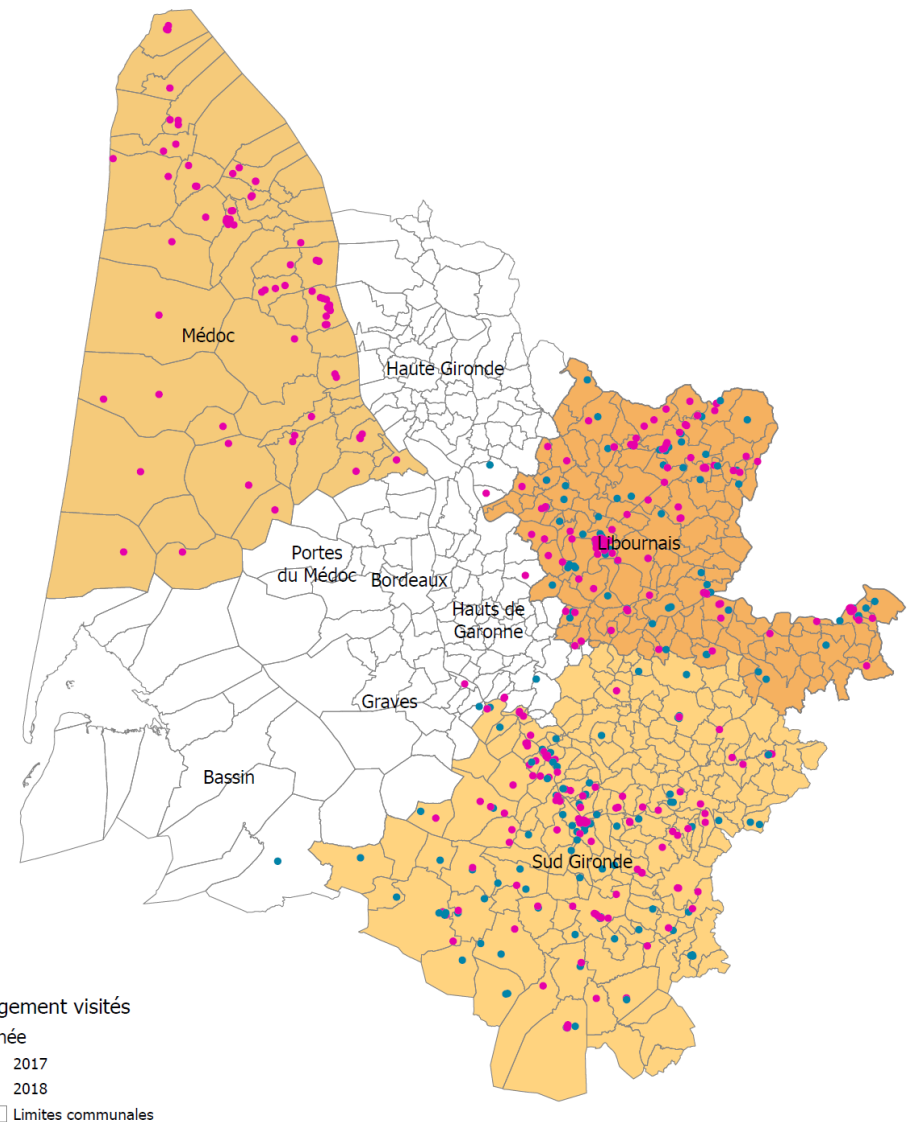 Médoc
Haute Gironde
Libournais
Portes
du Médoc
Bordeaux
Hauts de
Garonne
Graves
Bassin
Sud Gironde
gement visités
née
2017
2018
Limites communales